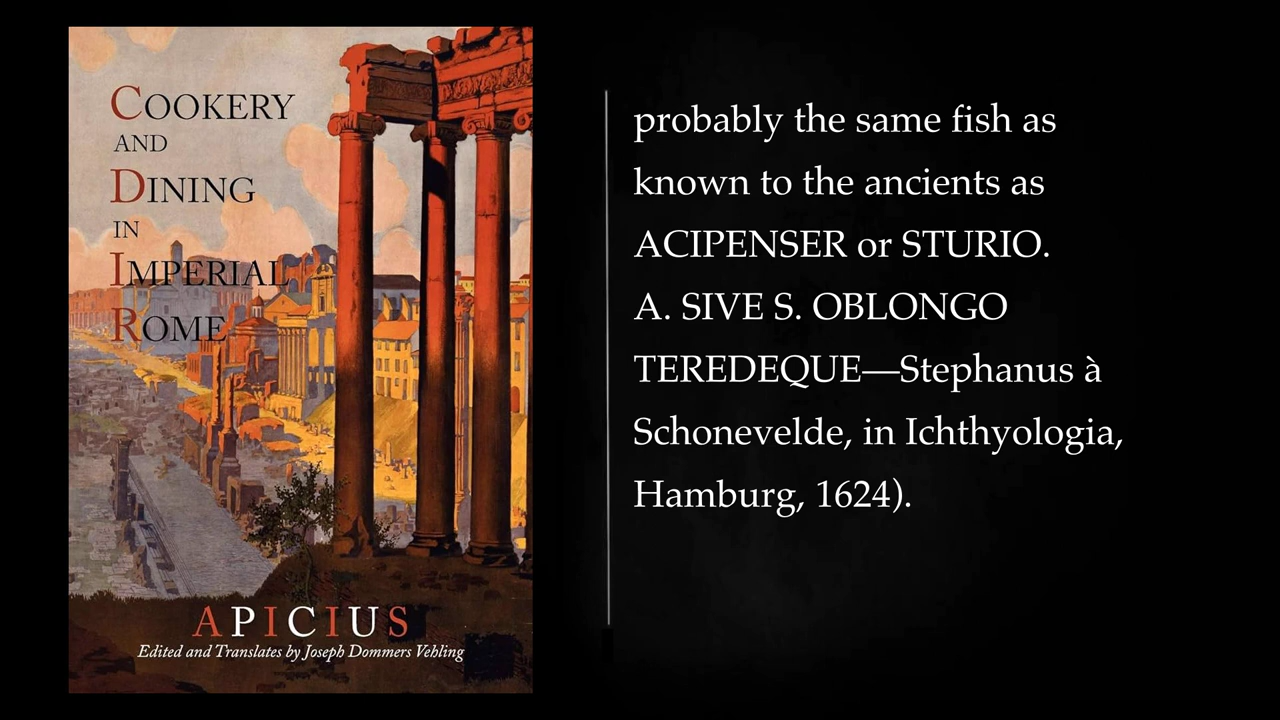 COOKERY
AND
DINING
IN
IMPERIAL
ROME
APICIUS
Edited and Translates by Joseph Dommers Vehling
probably the same fish as
known to the ancients as
ACIPENSER or STURIO.
A. SIVE S. OBLONGO
TEREDEQUE—Stephanus à
Schonevelde, in Ichthyologia,
Hamburg, 1624).